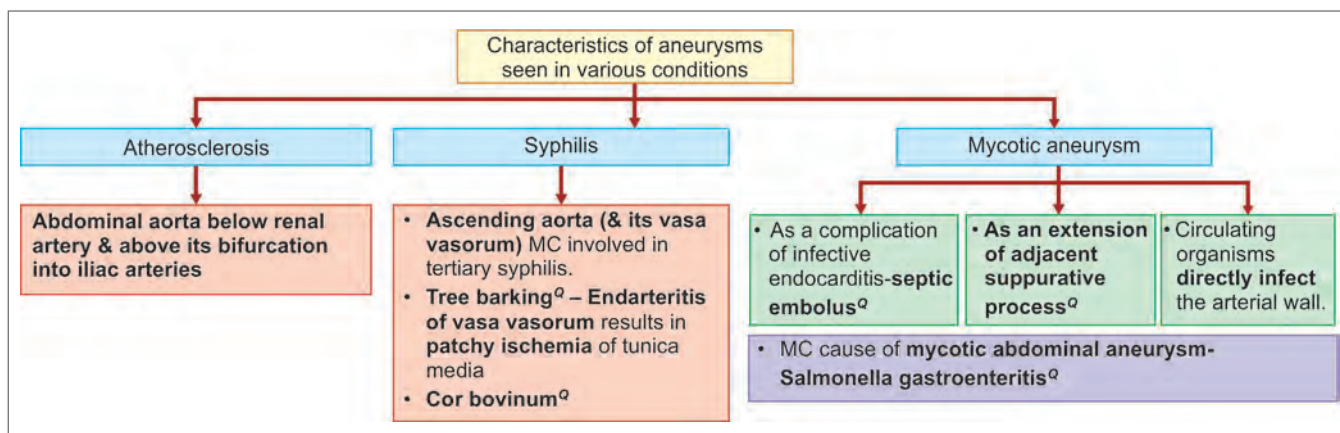 Characteristics of aneurysms
seen in various conditions
Atherosclerosis
Syphilis
Mycotic aneurysm
Abdominal aorta below renal
artery & above its bifurcation
into iliac arteries
• Ascending aorta (& its vasa
vasorum) MC involved in
tertiary syphilis.
• Tree barkingQ – Endarteritis
of vasa vasorum results in
patchy ischemia of tunica
media
• Cor bovinumQ
• As a complication
of infective
endocarditis-septic
embolusQ
• As an extension
of adjacent
suppurative
processQ
• Circulating
organisms
directly infect
the arterial wall.
• MC cause of mycotic abdominal aneurysm-
Salmonella gastroenteritisQ